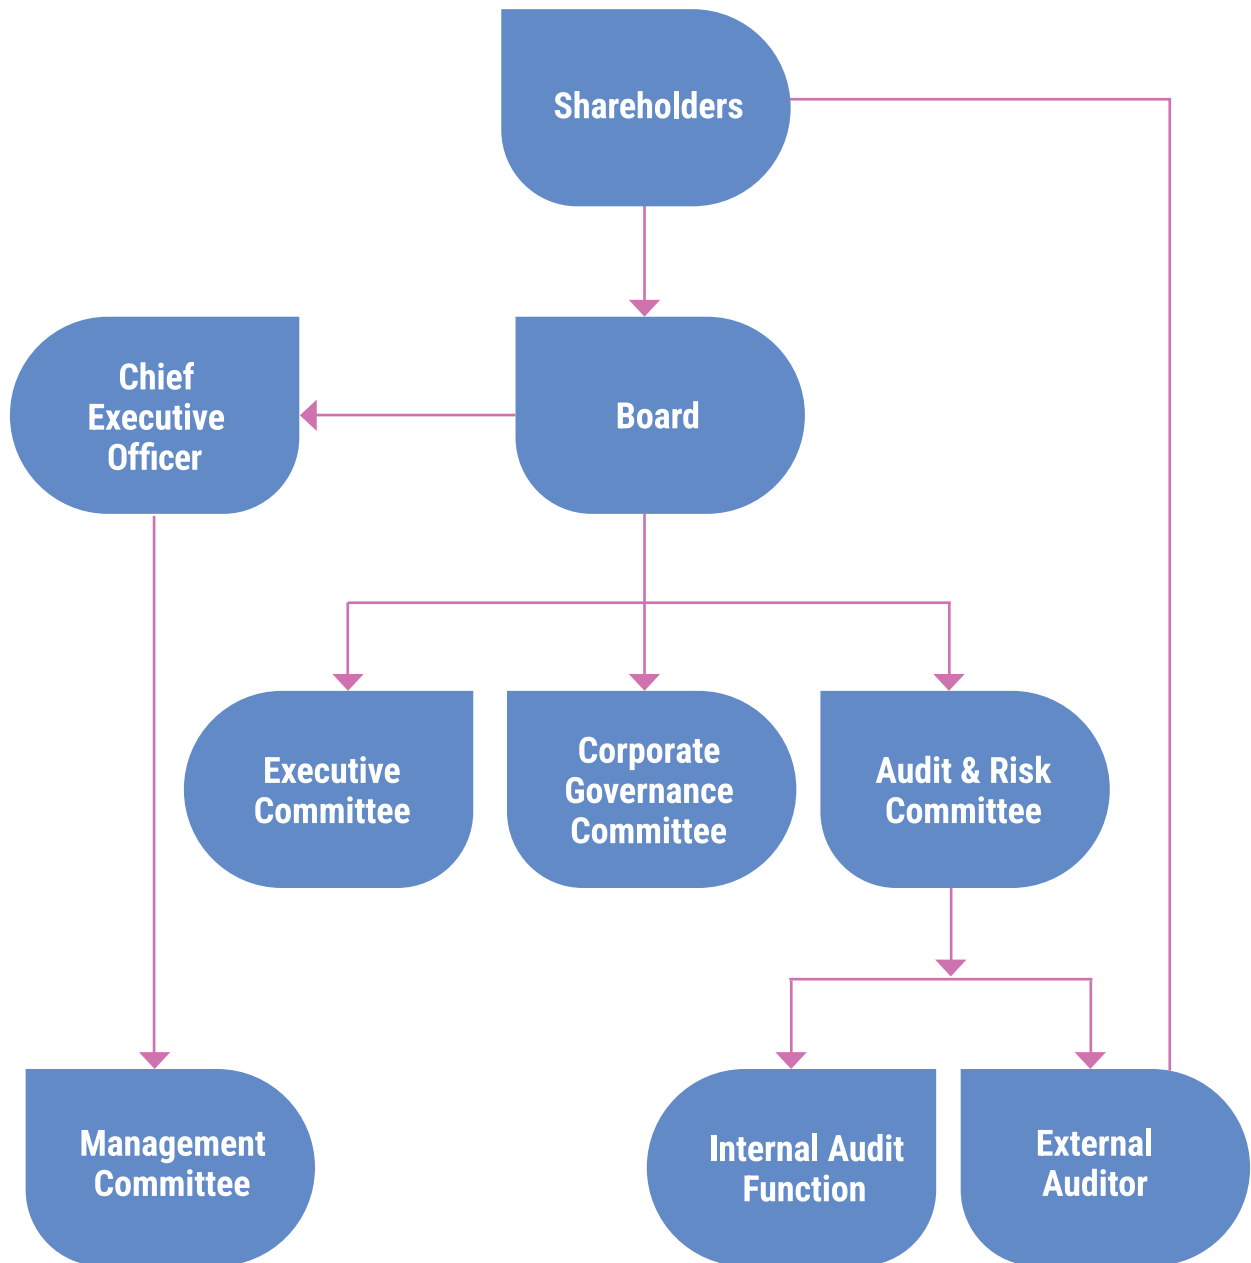 Shareholders
Chief
Executive
Officer
Board
Executive
Committee
Corporate
Governance
Committee
Audit & Risk
Committee
Management
Committee
Internal Audit
Function
External
Auditor